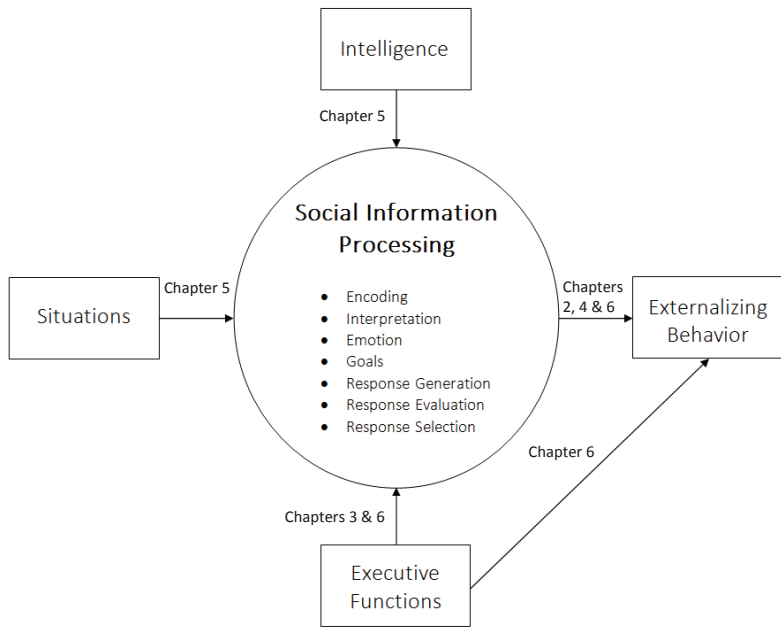 Intelligence
Chapter 5
Social Information
Processing
• Encoding
• Interpretation
• Emotion
• Goals
• Response Generation
• Response Evaluation
• Response Selection
Chapter 5
Situations
Chapters
2, 4 & 6
Externalizing
Behavior
Chapter 6
Chapters 3 & 6
Executive
Functions